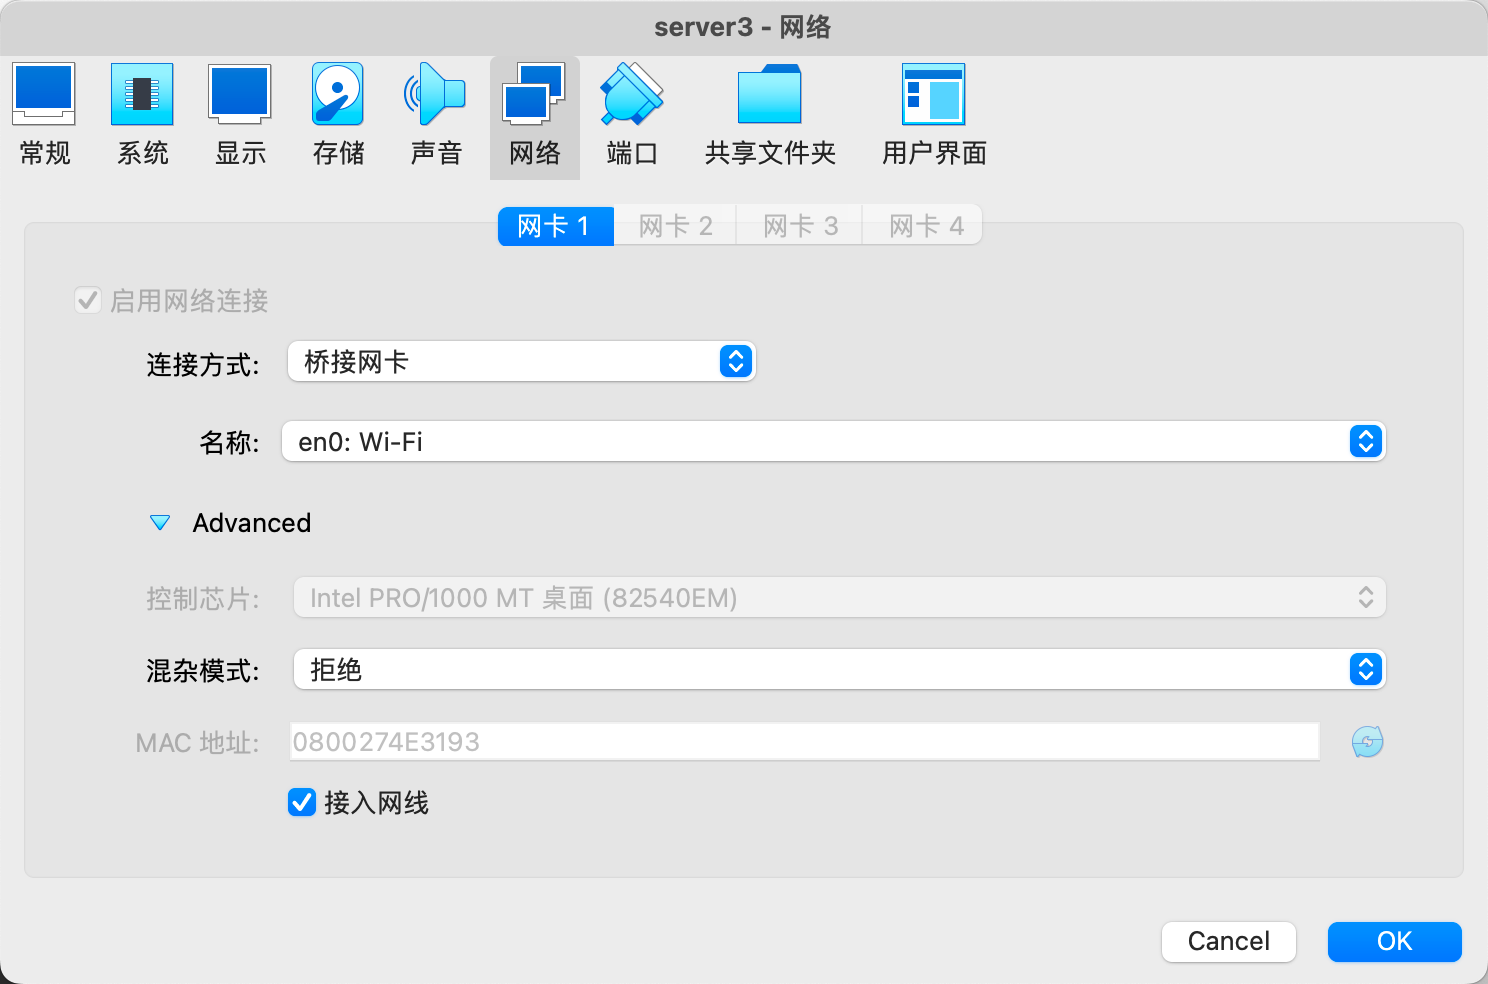 server3 - 网络
常规 系统 显示 存储 声音 网络 端口 共享文件夹 用户界面
网卡 1 网卡 2 网卡 3 网卡 4
启用网络连接
连接方式: 桥接网卡
名称: en0: Wi-Fi
Advanced
控制芯片: Intel PRO/1000 MT 桌面 (82540EM)
混杂模式: 拒绝
MAC 地址: 0800274E3193
接入网线
Cancel OK